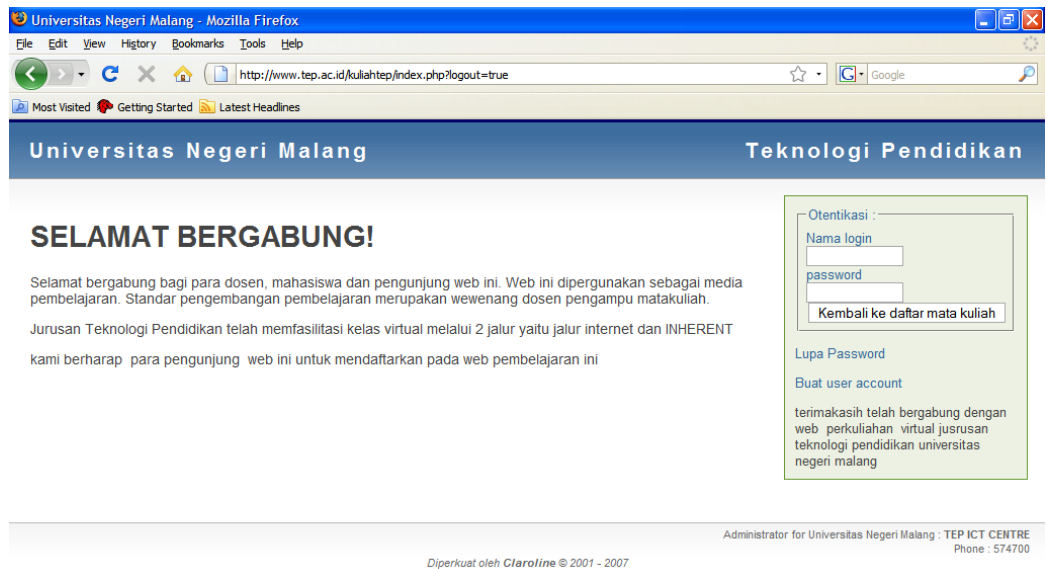 Universitas Negeri Malang - Mozilla Firefox
File Edit View History Bookmarks Tools Help
http://www.tep.ac.id/kuliahtep/index.php?logout=true
G Google
Most Visited Getting Started Latest Headlines
Universitas Negeri Malang
Teknologi Pendidikan
SELAMAT BERGABUNG!
Selamat bergabung bagi para dosen, mahasiswa dan pengunjung web ini. Web ini dipergunakan sebagai media
pembelajaran. Standar pengembangan pembelajaran merupakan wewenang dosen pengampu matakuliah.
Jurusan Teknologi Pendidikan telah memfasilitasi kelas virtual melalui 2 jalur yaitu jalur internet dan INHERENT
kami berharap para pengunjung web ini untuk mendaftarkan pada web pembelajaran ini
Otentikasi :
Nama login
password
Kembali ke daftar mata kuliah
Lupa Password
Buat user account
terimakasih telah bergabung dengan
web perkuliahan virtual jusrusan
teknologi pendidikan universitas
negeri malang
Administrator for Universitas Negeri Malang : TEP ICT CENTRE
Phone : 574700
Diperkuat oleh Claroline © 2001 - 2007